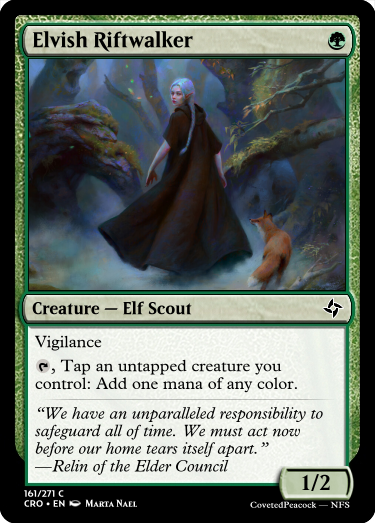 Elvish Riftwalker
Creature — Elf Scout
Vigilance
, Tap an untapped creature you
control: Add one mana of any color.
“We have an unparalleled responsibility to
safeguard all of time. We must act now
before our home tears itself apart.”
—Relin of the Elder Council
1/2
161/271 C
CRO • EN Marta Nael
CovetedPeacock — NFS